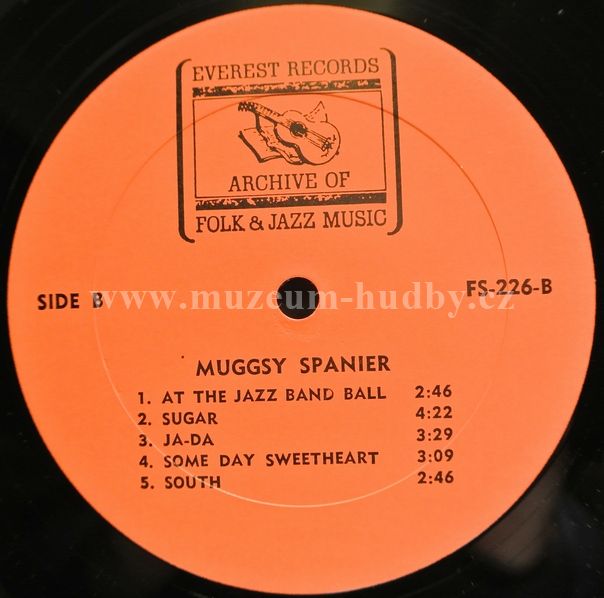 EVEREST RECORDS
ARCHIVE OF
FOLK & JAZZ MUSIC
SIDE B
FS-226-B
www.muzeum-hudby.cz
MUGGSY SPANIER
1. AT THE JAZZ BAND BALL 2:46
2. SUGAR 4:22
3. JA-DA 3:29
4. SOME DAY SWEETHEART 3:09
5. SOUTH 2:46